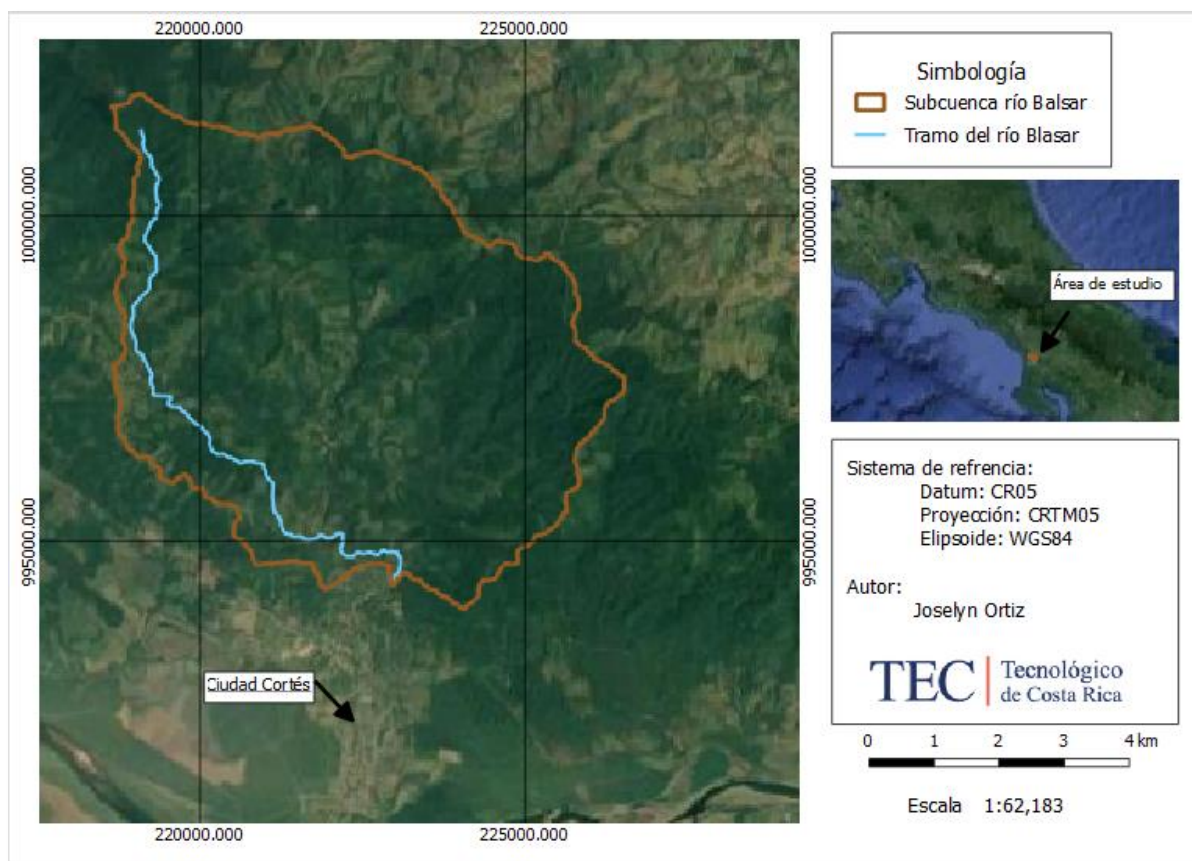 220000.000
225000.000
1000000.000
995000.000
1000000.000
995000.000
Ciudad Cortés
220000.000
225000.000
Simbología
Subcuenca río Balsar
Tramo del río Blasar
Área de estudio
Sistema de refrencia:
Datum: CR05
Proyección: CRTM05
Elipsoide: WGS84
Autor:
Joselyn Ortiz
TEC | Tecnológico
de Costa Rica
0 1 2 3 4 km
Escala 1:62,183